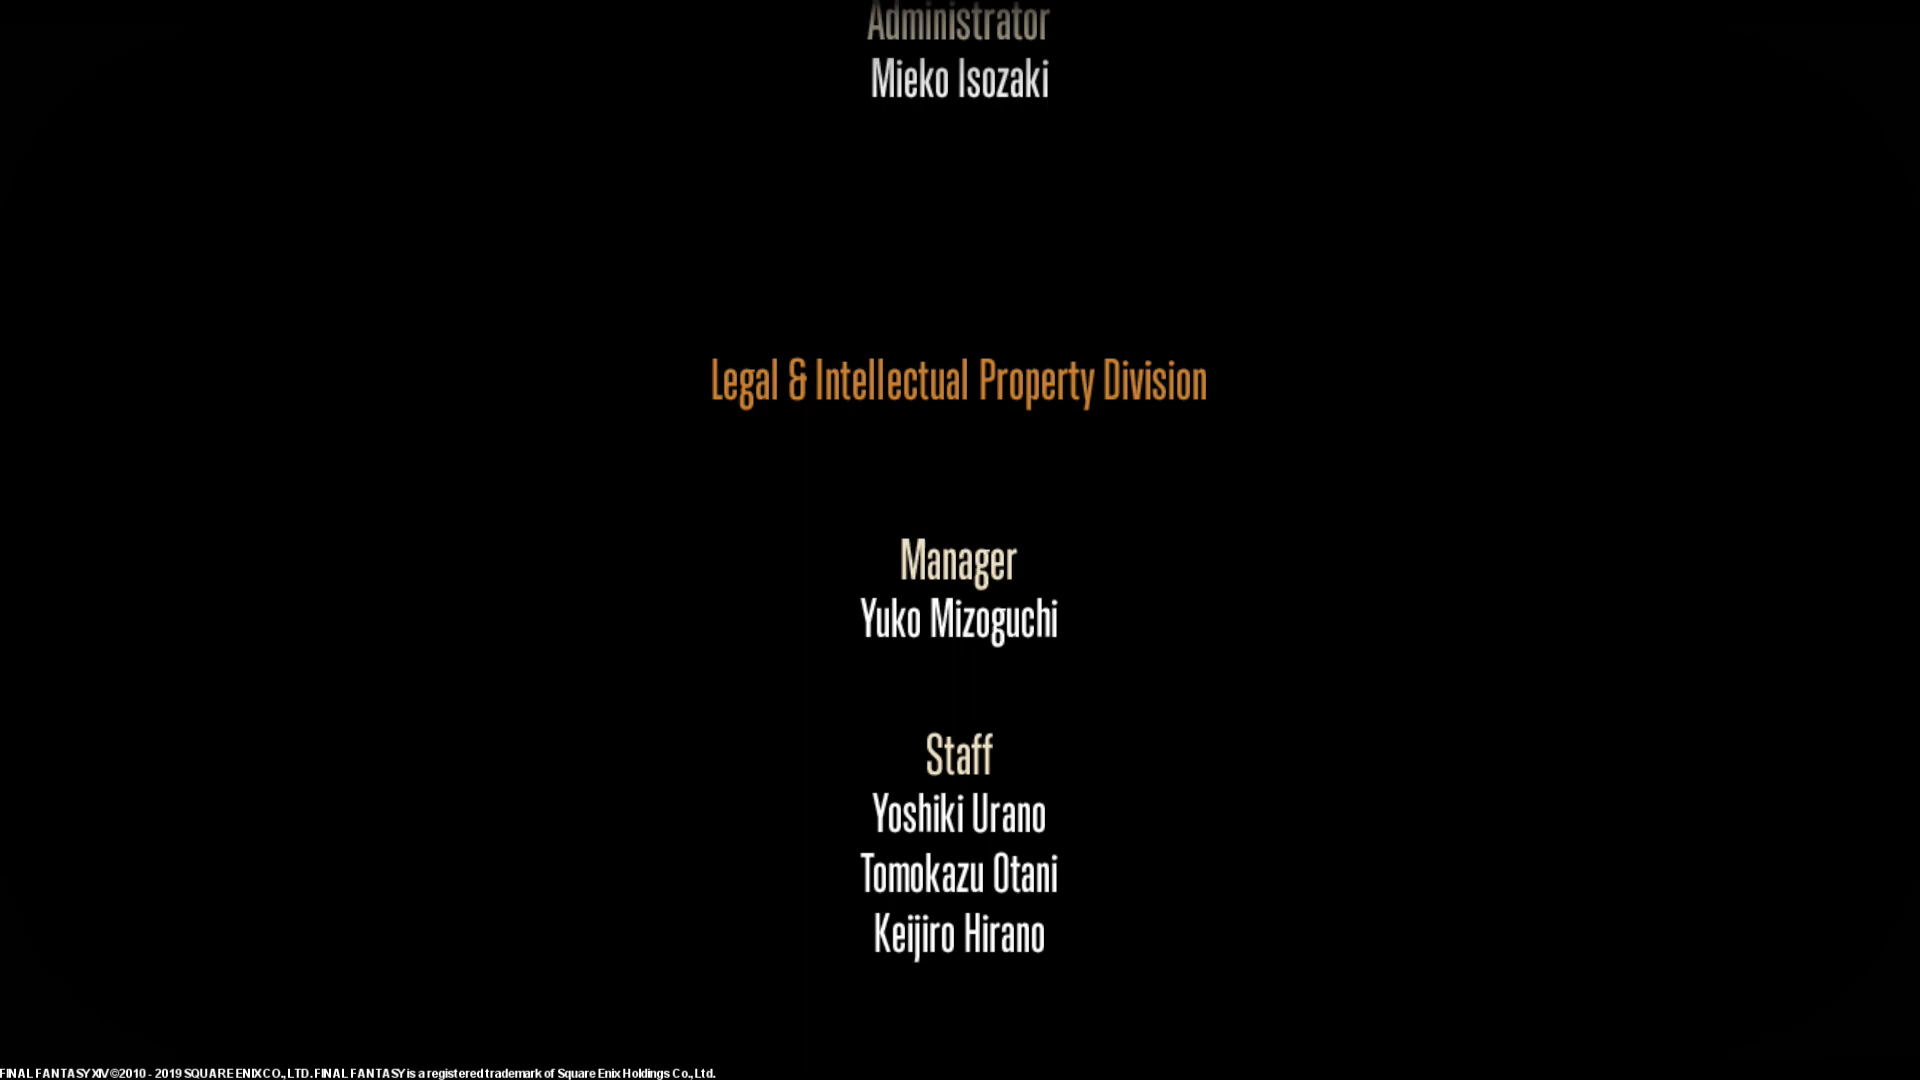 Administrator
Mieko Isozaki
Legal & Intellectual Property Division
Manager
Yuko Mizoguchi
Staff
Yoshiki Urano
Tomokazu Otani
Keijiro Hirano
FINAL FANTASY XIV ©2010 - 2019 SQUARE ENIX CO., LTD. FINAL FANTASY is a registered trademark of Square Enix Holdings Co., Ltd.